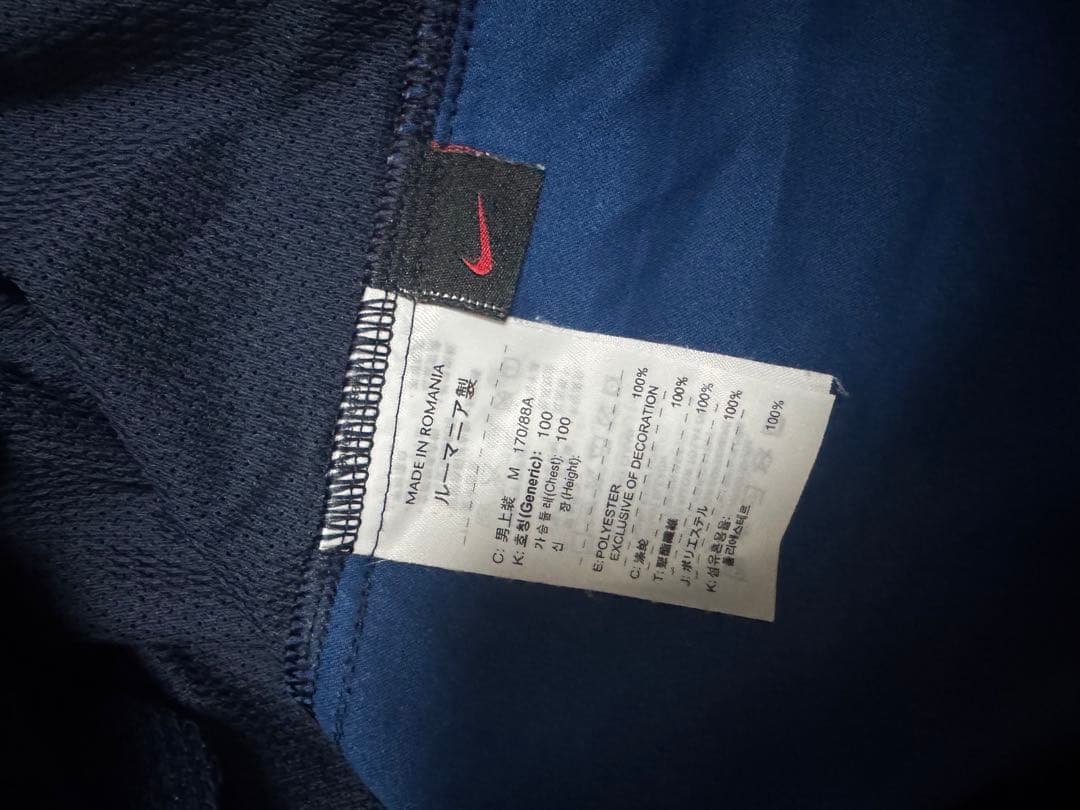 MADE IN ROMANIA
ルーマニア製
C: 男上装 M 170/88A
K: 호칭(Generic): 100
가슴둘레(Chest): 100
신 장 (Height):
E: POLYESTER 100%
EXCLUSIVE OF DECORATION
C: 涤纶 100%
T: 聚酯纖維 100%
J: ポリエステル 100%
K: 섬유혼용율:
폴리에스테르 100%